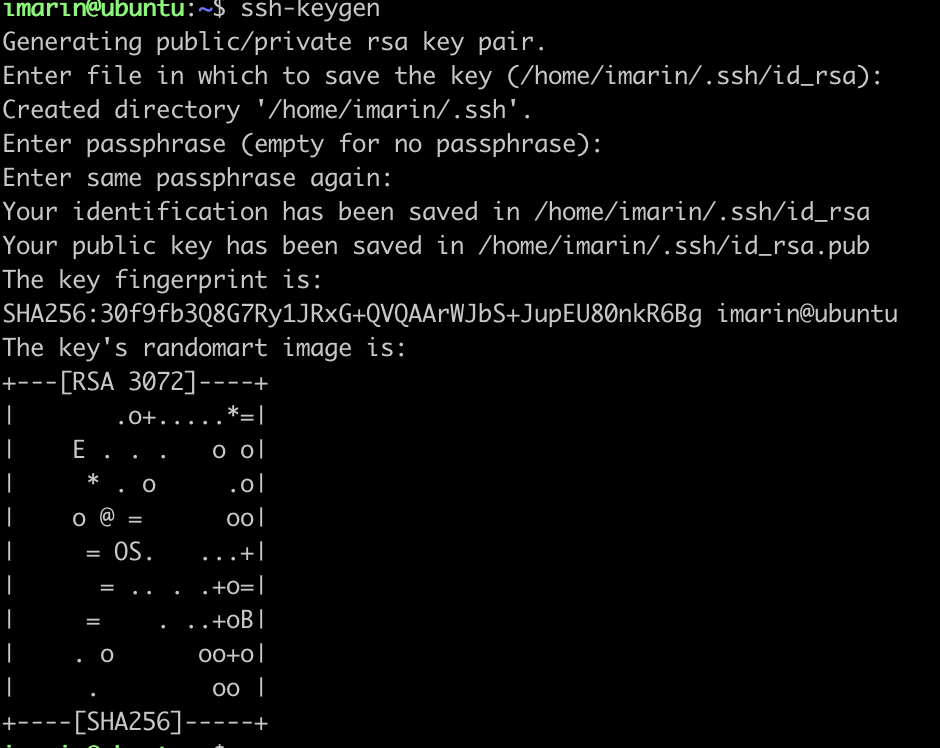 imarin@ubuntu:~$ ssh-keygen
Generating public/private rsa key pair.
Enter file in which to save the key (/home/imarin/.ssh/id_rsa):
Created directory '/home/imarin/.ssh'.
Enter passphrase (empty for no passphrase):
Enter same passphrase again:
Your identification has been saved in /home/imarin/.ssh/id_rsa
Your public key has been saved in /home/imarin/.ssh/id_rsa.pub
The key fingerprint is:
SHA256:30f9fb3Q8G7Ry1JRxG+QVQAArWJbS+JupEU80nkR6Bg imarin@ubuntu
The key's randomart image is:
+---[RSA 3072]----+
|       .o+.....*=|
|    E . . .   o o|
|     * . o     .o|
|    o @ =      oo|
|     = OS.   ...+|
|      = .. . .+o=|
|     =    . ..+oB|
|    . o      oo+o|
|     .        oo |
+----[SHA256]-----+